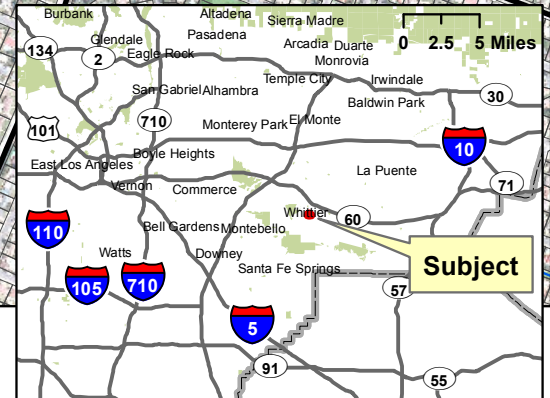 Burbank
Altadena
Sierra Madre
Pasadena
Glendale
134
2
Eagle Rock
Arcadia
Duarte
Monrovia
0 2.5 5 Miles
Temple City
Irwindale
San Gabriel
Alhambra
Baldwin Park
30
101
710
Monterey Park
El Monte
10
Boyle Heights
East Los Angeles
La Puente
Vernon
Commerce
71
Whittier
60
110
Bell Gardens
Montebello
Watts
Downey
Subject
Santa Fe Springs
105
710
57
5
91
55